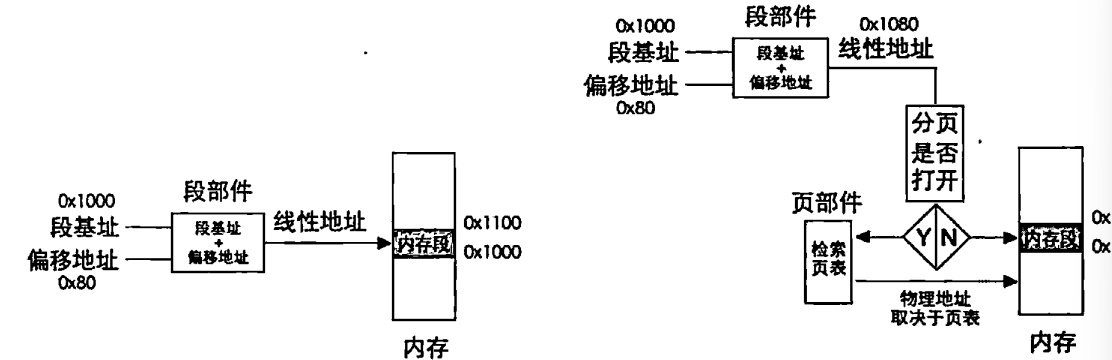 0x1000
段基址
偏移地址
0x80
段部件
段基址
+
偏移地址
线性地址
内存段
0x1100
0x1000
内存
0x1000
段基址
偏移地址
0x80
段部件
段基址
+
偏移地址
0x1080
线性地址
分页
是否
打开
页部件
检索
页表
Y N
物理地址
取决于页表
内存段
0x
0x
内存